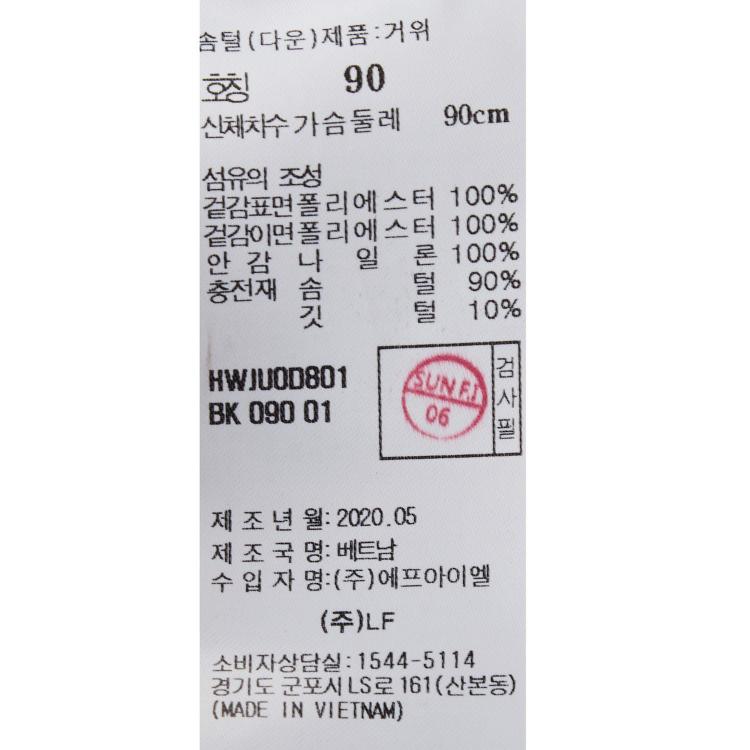 솜털(다운)제품:거위
호칭 90
신체치수 가슴둘레 90cm
섬유의 조성
겉감표면 폴리에스터 100%
겉감이면 폴리에스터 100%
안 감 나 일 론 100%
충전재 솜 털 90%
깃 털 10%
HWJU0D801
BK 090 01
SUN F.I
06
검사필
제 조 년 월: 2020.05
제 조 국 명: 베트남
수 입 자 명:(주)에프아이엘
(주)LF
소비자상담실:1544-5114
경기도 군포시 LS로 161(산본동)
(MADE IN VIETNAM)